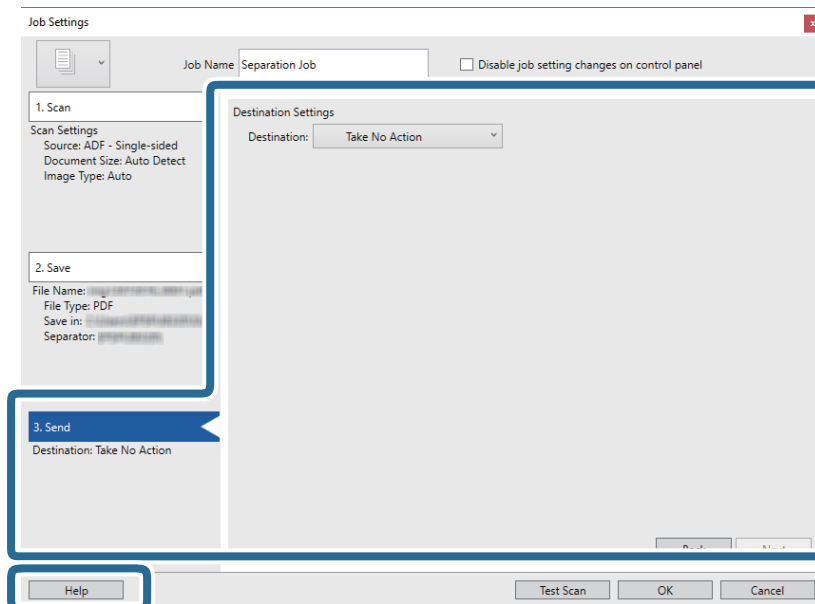 Job Settings
Job Name Separation Job
Disable job setting changes on control panel
1. Scan
Scan Settings
Source: ADF - Single-sided
Document Size: Auto Detect
Image Type: Auto
2. Save
File Name:
File Type: PDF
Save in:
Separator:
3. Send
Destination: Take No Action
Destination Settings
Destination: Take No Action
Help
Test Scan
OK
Cancel